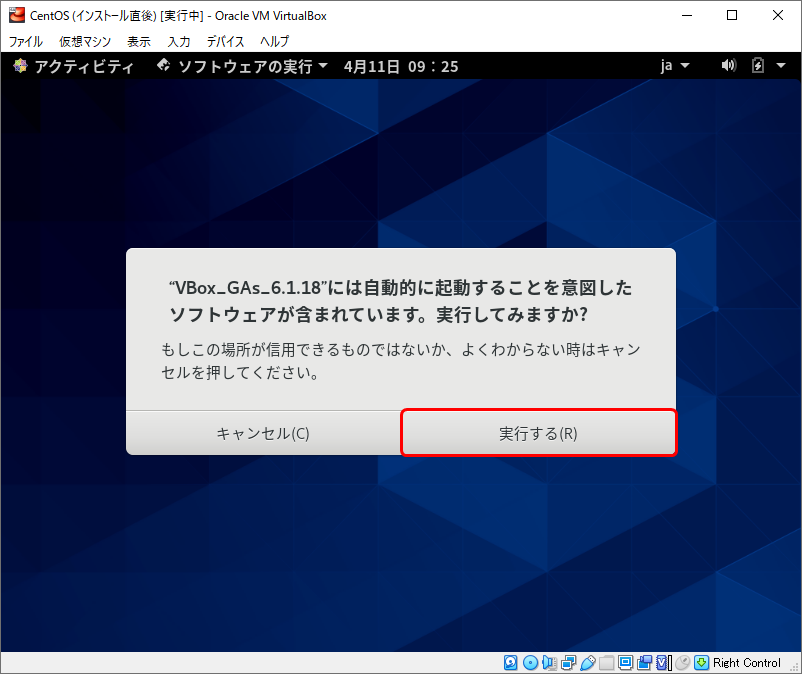 CentOS (インストール直後) [実行中] - Oracle VM VirtualBox
ファイル 仮想マシン 表示 入力 デバイス ヘルプ
アクティビティ ソフトウェアの実行 4月11日 09：25 ja
“VBox_GAs_6.1.18”には自動的に起動することを意図した
ソフトウェアが含まれています。実行してみますか?
もしこの場所が信用できるものではないか、よくわからない時はキャン
セルを押してください。
キャンセル(C) 実行する(R)
Right Control